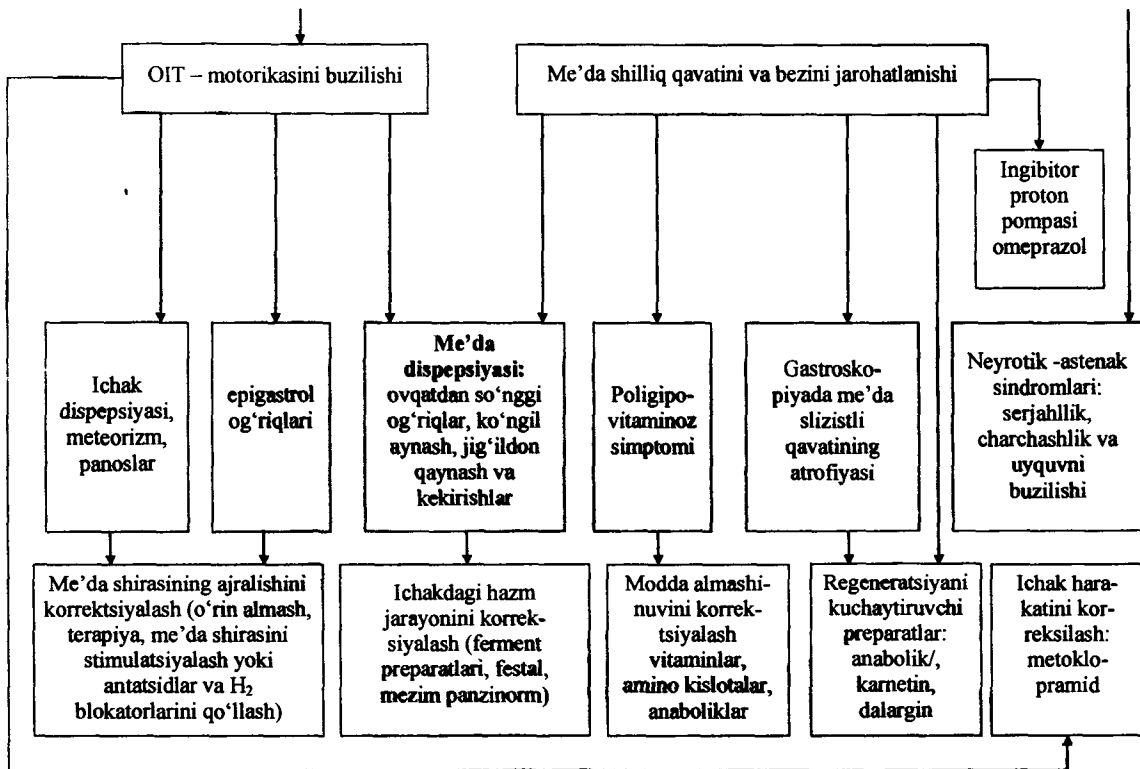 OIT – motorikasini buzilishi
Me’da shilliq qavatini va bezini jarohatlanishi
Ingibitor
proton
pompasi
omeprazol
Ichak
dispepsiyasi,
meteorizm,
panoslar
epigastrol
og‘riqlari
Me’da
dispepsiyasi:
ovqatdan so‘nggi
og‘riqlar, ko‘ngil
aynash, jig‘ildon
qaynash va
kekirishlar
Poligipo-
vitaminoz
simptomi
Gastrosko-
piyada me’da
slizistli
qavatining
atrofiyasi
Neyrotik -astenak
sindromlari:
serjahllik,
charchashlik va
uyquvni
buzilishi
Me’da shirasining ajralishini
korrektsiyalash (o‘rin almash,
terapiya, me’da shirasini
stimulatsiyalash yoki
antatsidlar va H₂
blokatorlarini qo‘llash)
Ichakdagi hazm
jarayonini korrek-
siyalash (ferment
preparatlari, festal,
mezim panzinorm)
Modda almashi-
nuvini korrek-
tsiyalash
vitaminlar,
amino kislotalar,
anaboliklar
Regeneratsiyani
kuchaytiruvchi
preparatlar:
anabolik/,
karnetin,
dalargin
Ichak hara-
katini kor-
reksilash:
metoklo-
pramid